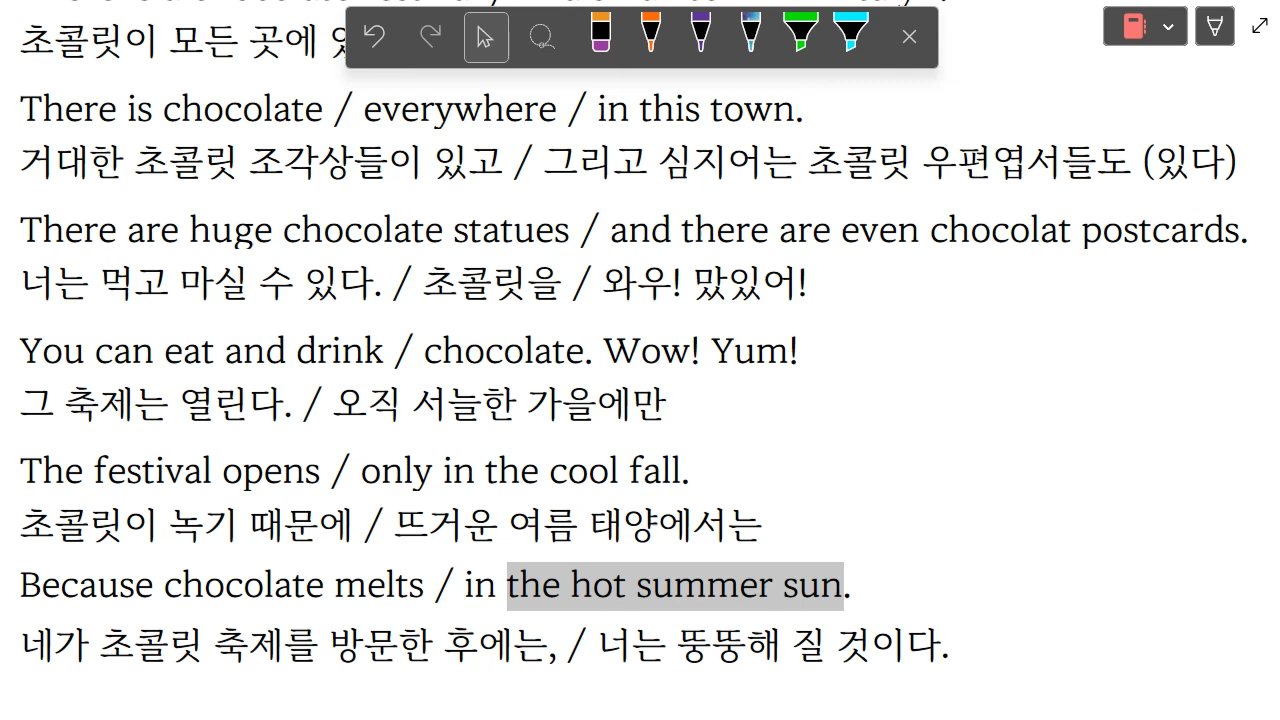 초콜릿이 모든 곳에
There is chocolate / everywhere / in this town.
거대한 초콜릿 조각상들이 있고 / 그리고 심지어는 초콜릿 우편엽서들도 (있다)
There are huge chocolate statues / and there are even chocolat postcards.
너는 먹고 마실 수 있다. / 초콜릿을 / 와우! 맜있어!
You can eat and drink / chocolate. Wow! Yum!
그 축제는 열린다. / 오직 서늘한 가을에만
The festival opens / only in the cool fall.
초콜릿이 녹기 때문에 / 뜨거운 여름 태양에서는
Because chocolate melts / in the hot summer sun.
네가 초콜릿 축제를 방문한 후에는, / 너는 뚱뚱해 질 것이다.